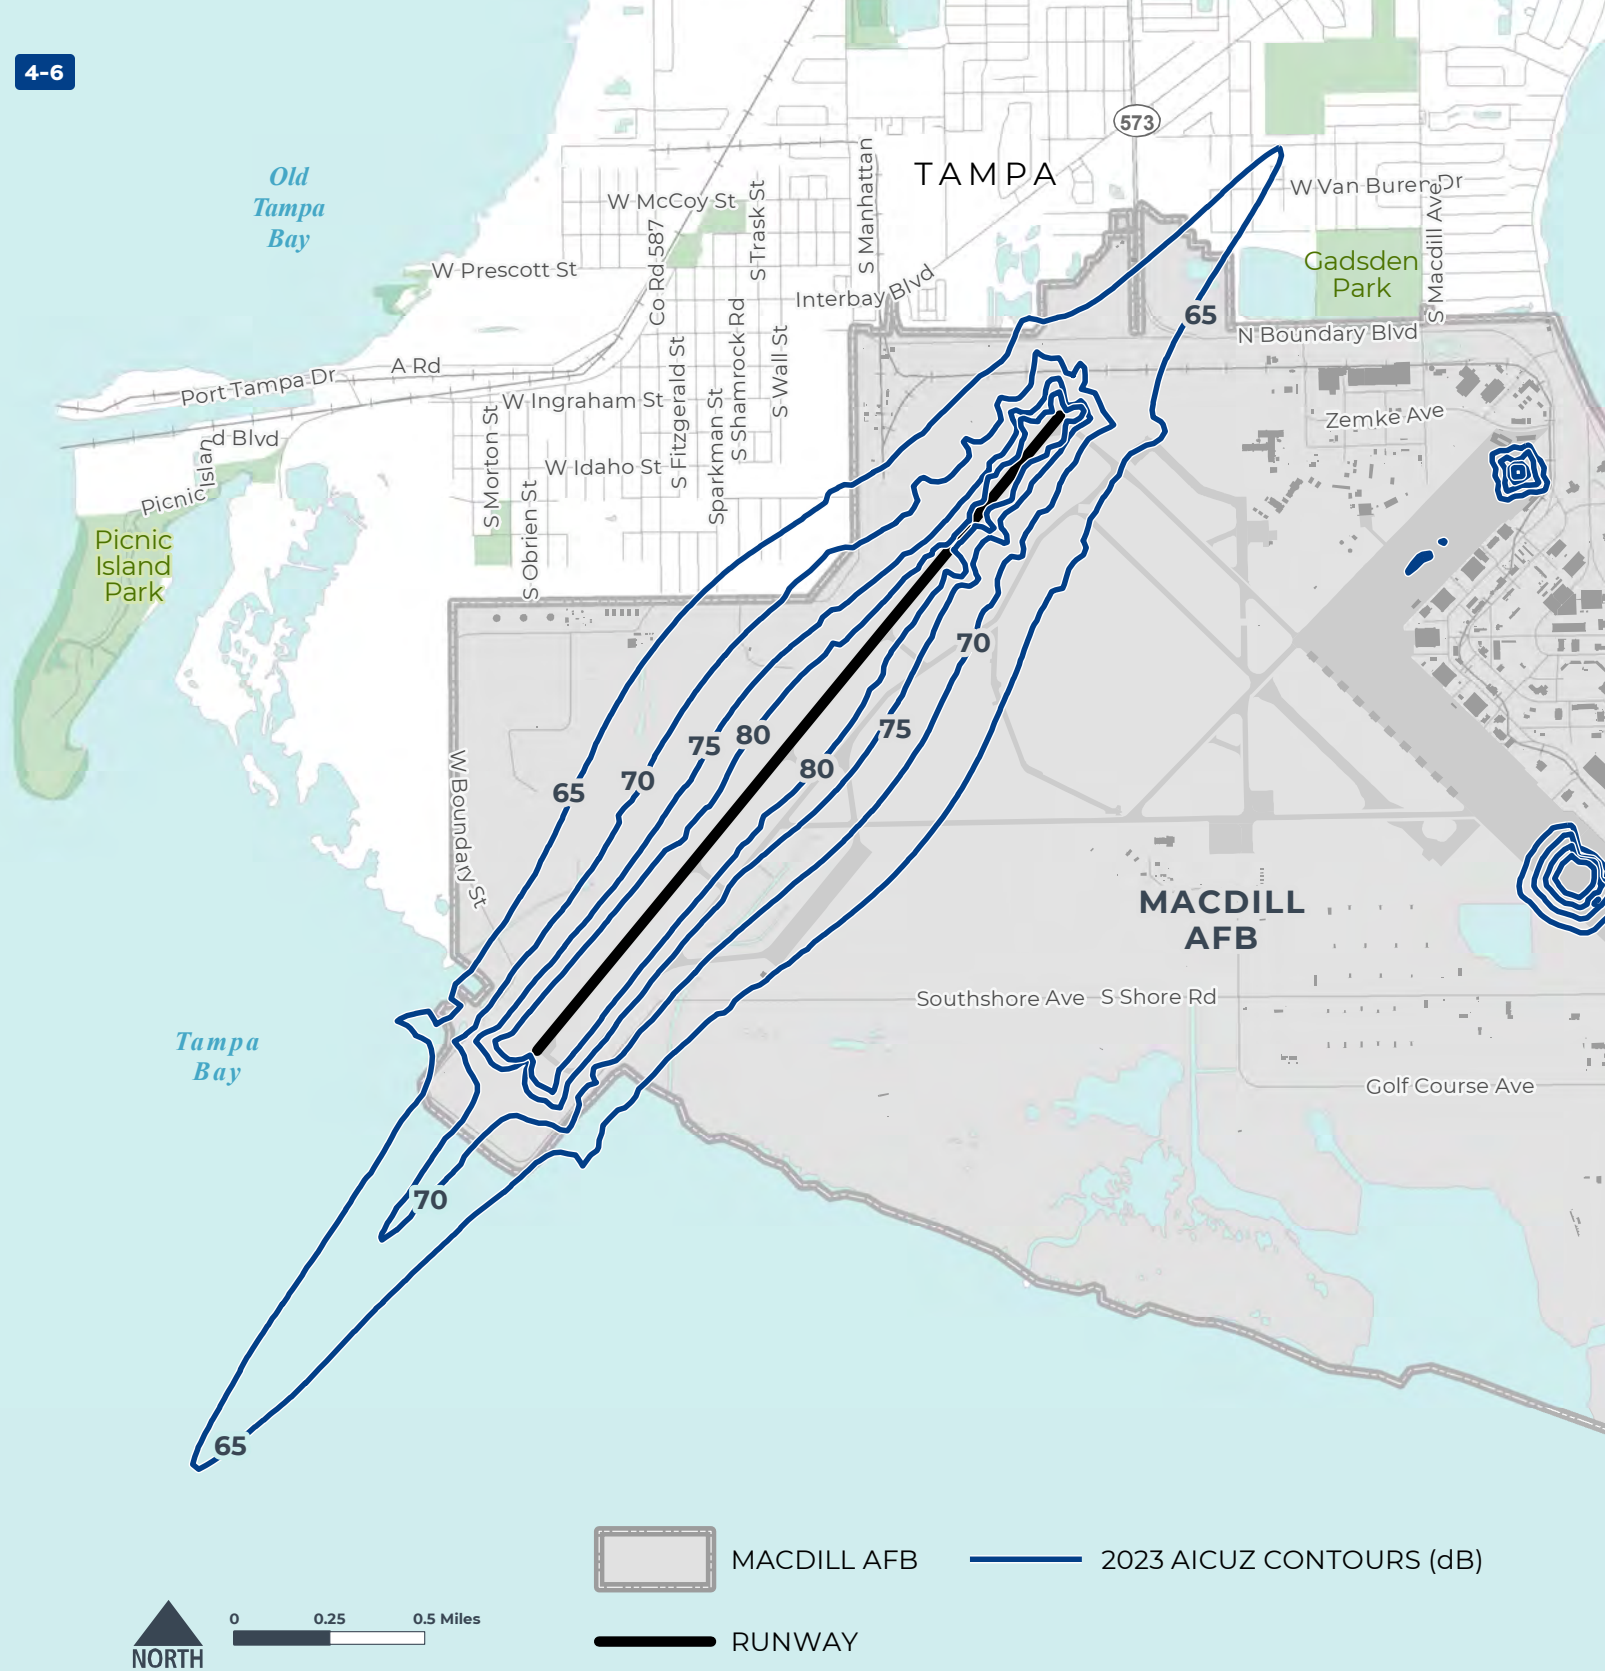 4-6
573
Old
Tampa
Bay
TAMPA
W Van Buren Dr
W McCoy St
S Trask St
S Manhattan
S Macdill Ave
Co Rd 587
W Prescott St
Gadsden
Park
Interbay Blvd
65
N Boundary Blvd
S Shamrock Rd
S Wall St
S Fitzgerald St
A Rd
Port Tampa Dr
W Ingraham St
Sparkman St
Zemke Ave
S Morton St
d Blvd
Picnic Islan
W Idaho St
S Obrien St
Picnic
Island
Park
70
75
75
80
80
70
65
W Boundary St
MACDILL
AFB
Southshore Ave
S Shore Rd
Tampa
Bay
Golf Course Ave
70
65
MACDILL AFB
2023 AICUZ CONTOURS (dB)
RUNWAY
0
0.25
0.5 Miles
NORTH